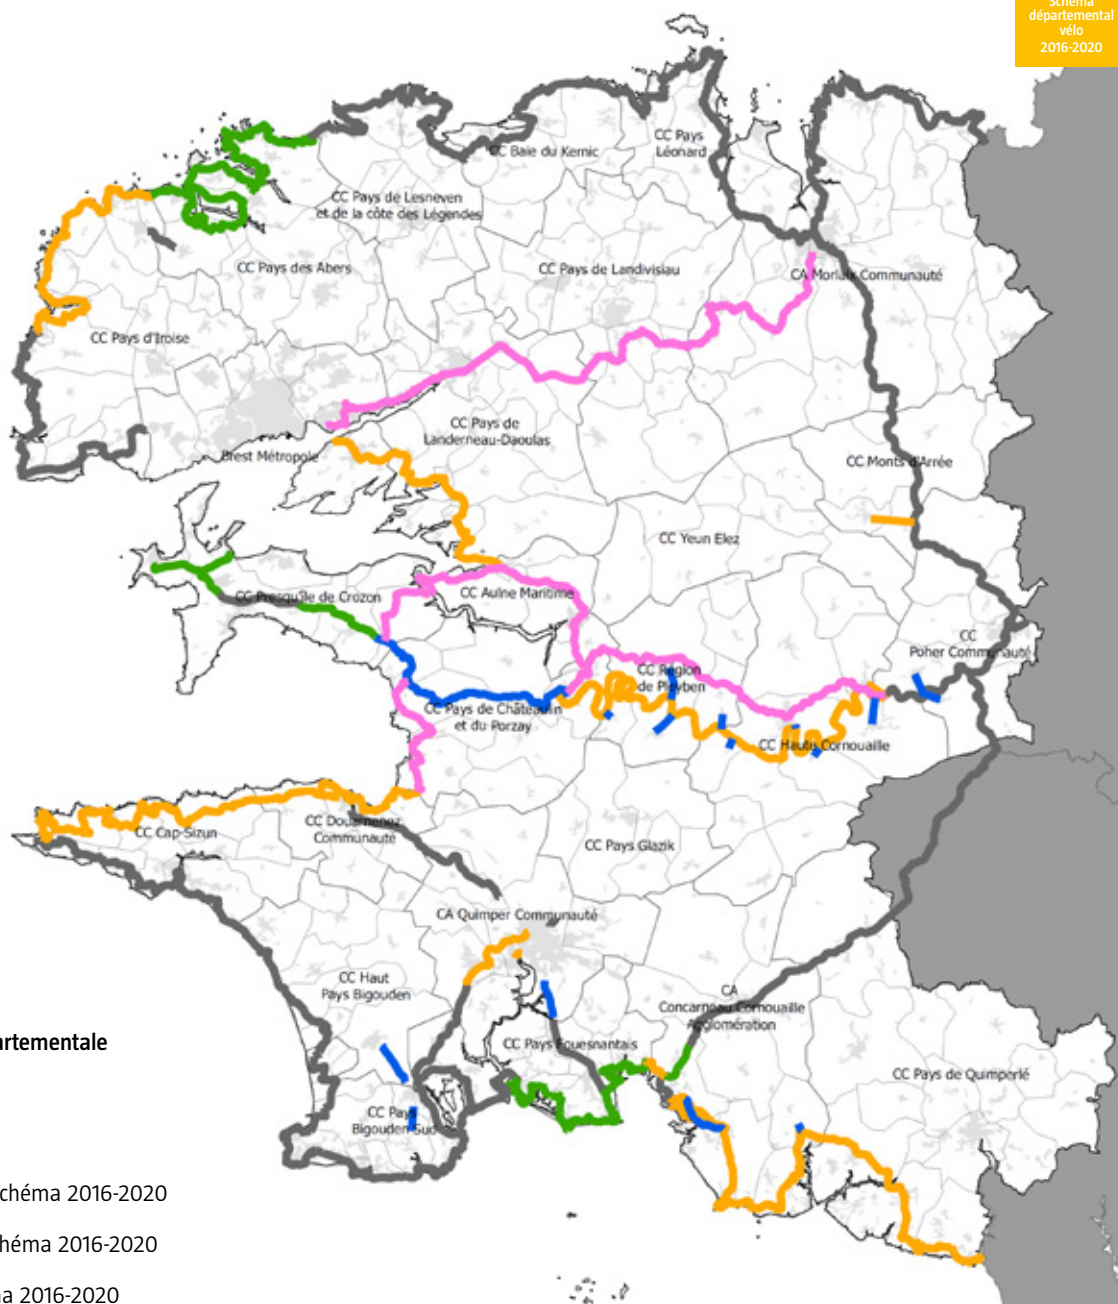 Schéma
départemental
vélo
2016-2020
CC Pays
Léonard
CC Baie du Kernic
CC Pays de Lesneven
et de la côte des Légendes
CC Pays des Abers
CC Pays de Landivisiau
CA Morlaix Communauté
CC Pays d'Iroise
CC Pays de
Landerneau-Daoulas
Brest Métropole
CC Monts d'Arrée
CC Yeun Elez
CC Presqu'île de Crozon
CC Aulne Maritime
CC
Poher Communauté
CC Région
de Pleyben
CC Pays de Châteaulin
et du Porzay
CC Haute Cornouaille
CC Cap-Sizun
CC Douarnenez
Communauté
CC Pays Glazik
CA Quimper Communauté
CC Haut
Pays Bigouden
CA
Concarneau Cornouaille
Agglomération
CC Pays Fouesnantais
CC Pays de Quimperlé
CC Pays
Bigouden Sud
partementale
chéma 2016-2020
héma 2016-2020
na 2016-2020